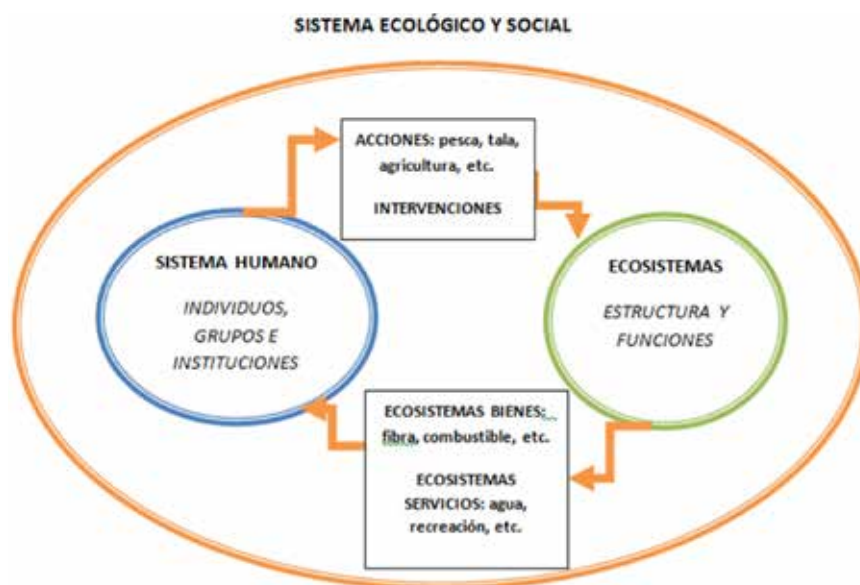 SISTEMA ECOLÓGICO Y SOCIAL
ACCIONES: pesca, tala,
agricultura, etc.
INTERVENCIONES
SISTEMA HUMANO
INDIVIDUOS,
GRUPOS E
INSTITUCIONES
ECOSISTEMAS
ESTRUCTURA Y
FUNCIONES
ECOSISTEMAS BIENES:
fibra, combustible, etc.
ECOSISTEMAS
SERVICIOS: agua,
recreación, etc.